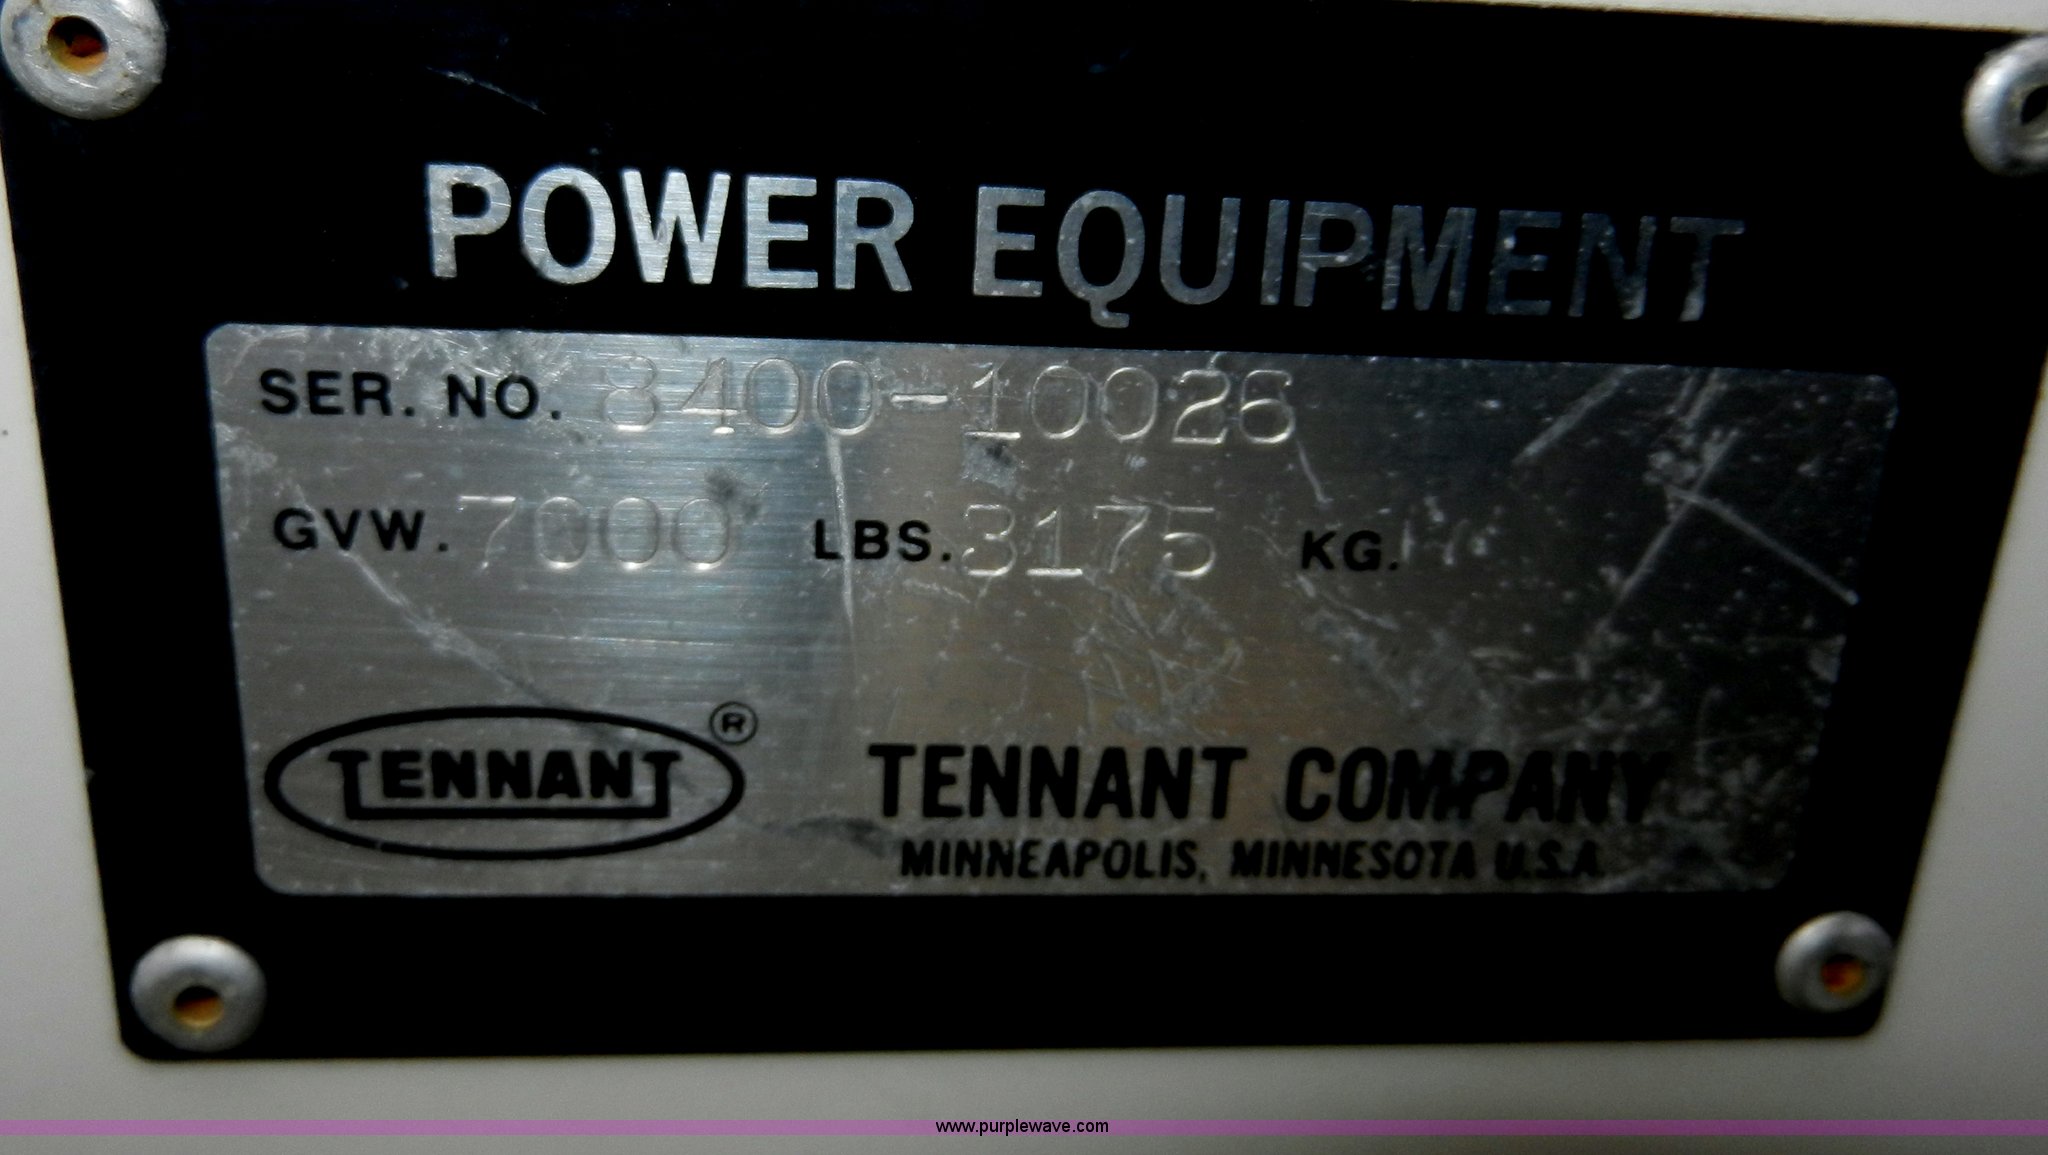 POWER EQUIPMENT
SER. NO. 8400-10026
GVW. 7000 LBS. 3175 KG.
TENNANT ®
TENNANT COMPANY
MINNEAPOLIS, MINNESOTA U.S.A.
www.purplewave.com